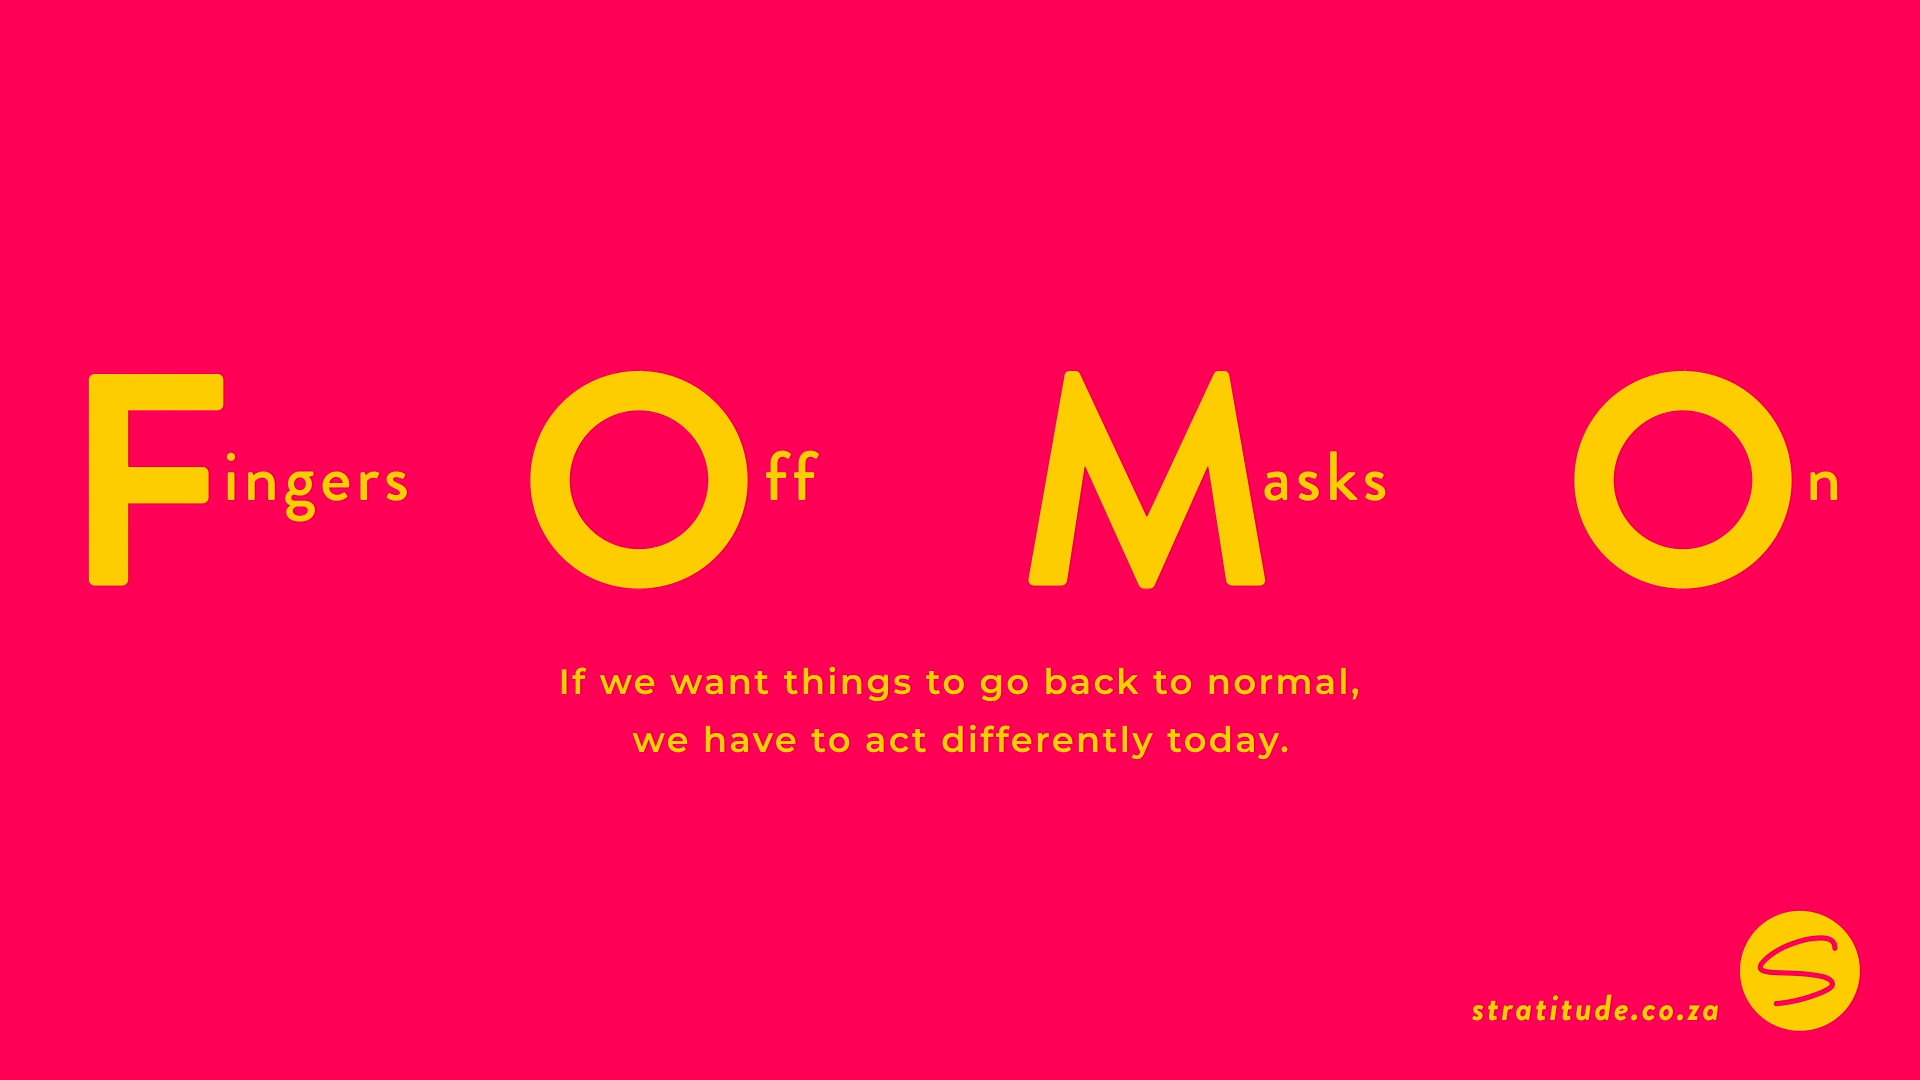 Fingers Off Masks On
If we want things to go back to normal,
we have to act differently today.
stratitude.co.za
S